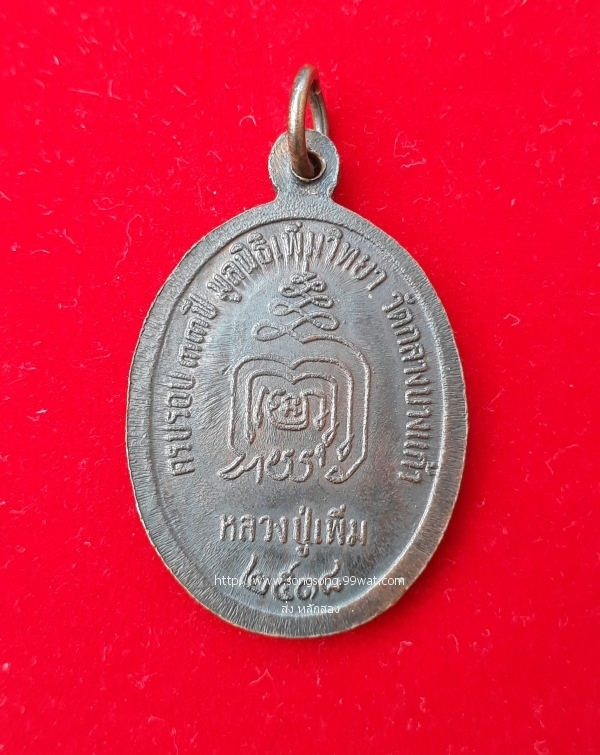 ครบรอบ ๓๓ปี มูลนิธิเพิ่มวิทยา วัดกลางบางแก้ว
หลวงปู่เพิ่ม
๒๕๑๘
http://www.songsong.99wat.com/
ส่ง หลักสอง